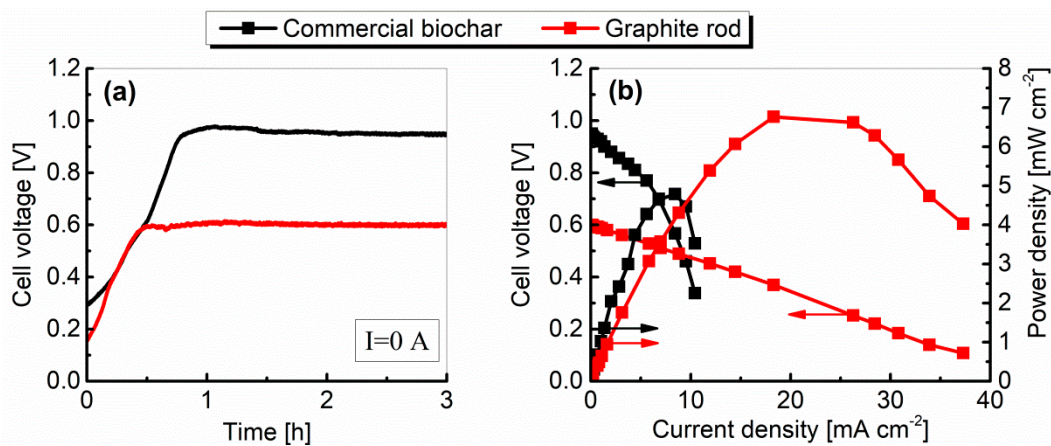 Commercial biochar
Graphite rod
(a)
Cell voltage [V]
1.2
1.0
0.8
0.6
0.4
0.2
0.0
I=0 A
0 1 2 3
Time [h]
(b)
Cell voltage [V]
1.2
1.0
0.8
0.6
0.4
0.2
0.0
0 10 20 30 40
Current density [mA cm⁻²]
8
7
6
5
4
3
2
1
0
Power density [mW cm⁻²]